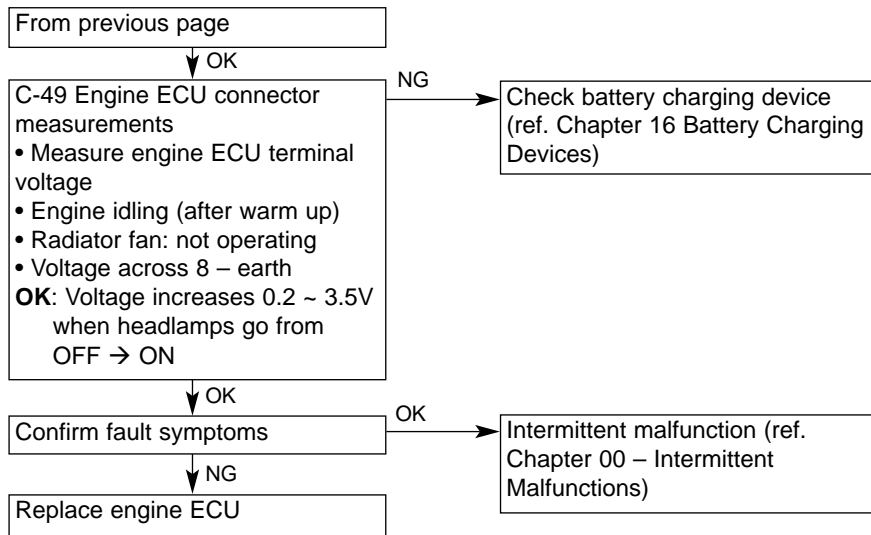 From previous page
OK
C-49 Engine ECU connector
measurements
• Measure engine ECU terminal
voltage
• Engine idling (after warm up)
• Radiator fan: not operating
• Voltage across 8 – earth
OK: Voltage increases 0.2 ~ 3.5V
when headlamps go from
OFF → ON
NG
Check battery charging device
(ref. Chapter 16 Battery Charging
Devices)
OK
Confirm fault symptoms
OK
Intermittent malfunction (ref.
Chapter 00 – Intermittent
Malfunctions)
NG
Replace engine ECU